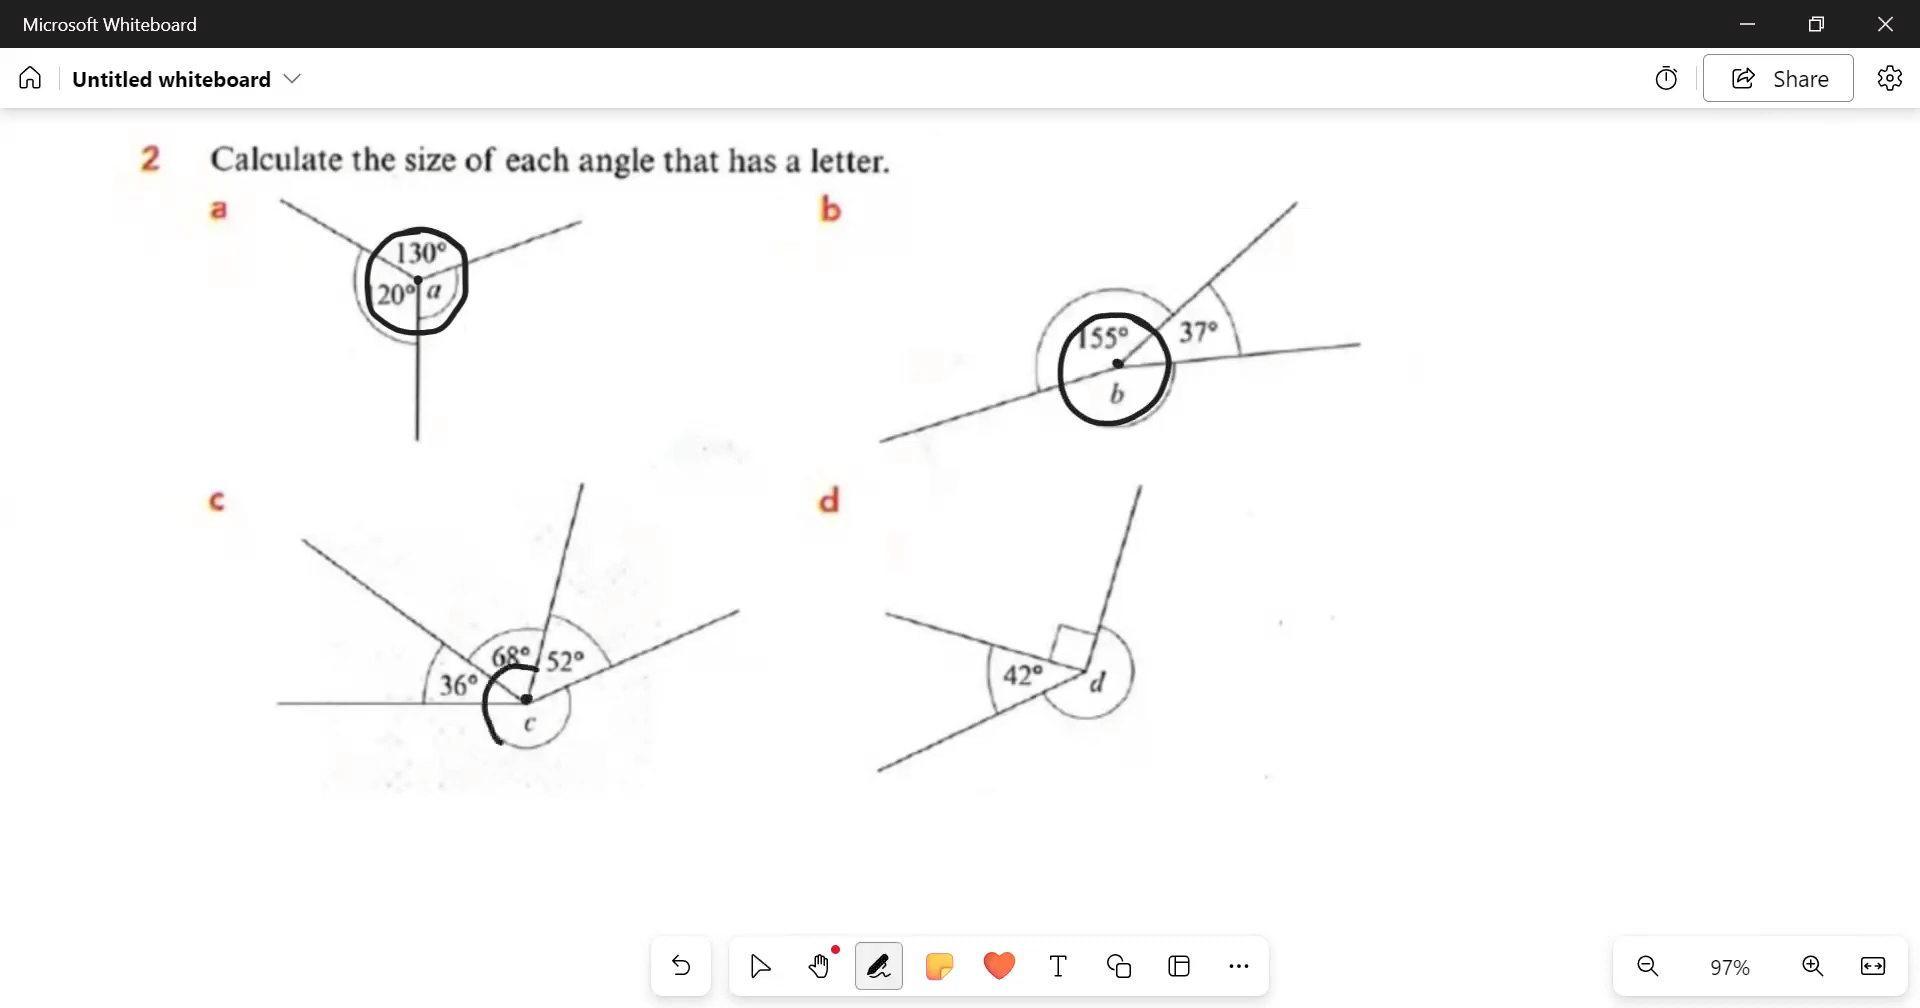 Microsoft Whiteboard
Untitled whiteboard
Share
2 Calculate the size of each angle that has a letter.
a
b
130°
20° a
155°
37°
b
c
d
68°
52°
36°
c
42°
d
97%